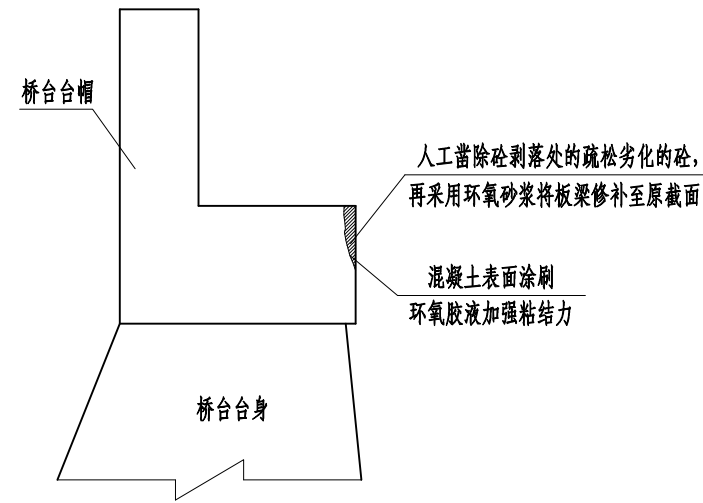 桥台台帽
人工凿除砼剥落处的疏松劣化的砼，
再采用环氧砂浆将板梁修补至原截面
混凝土表面涂刷
环氧胶液加强粘结力
桥台台身